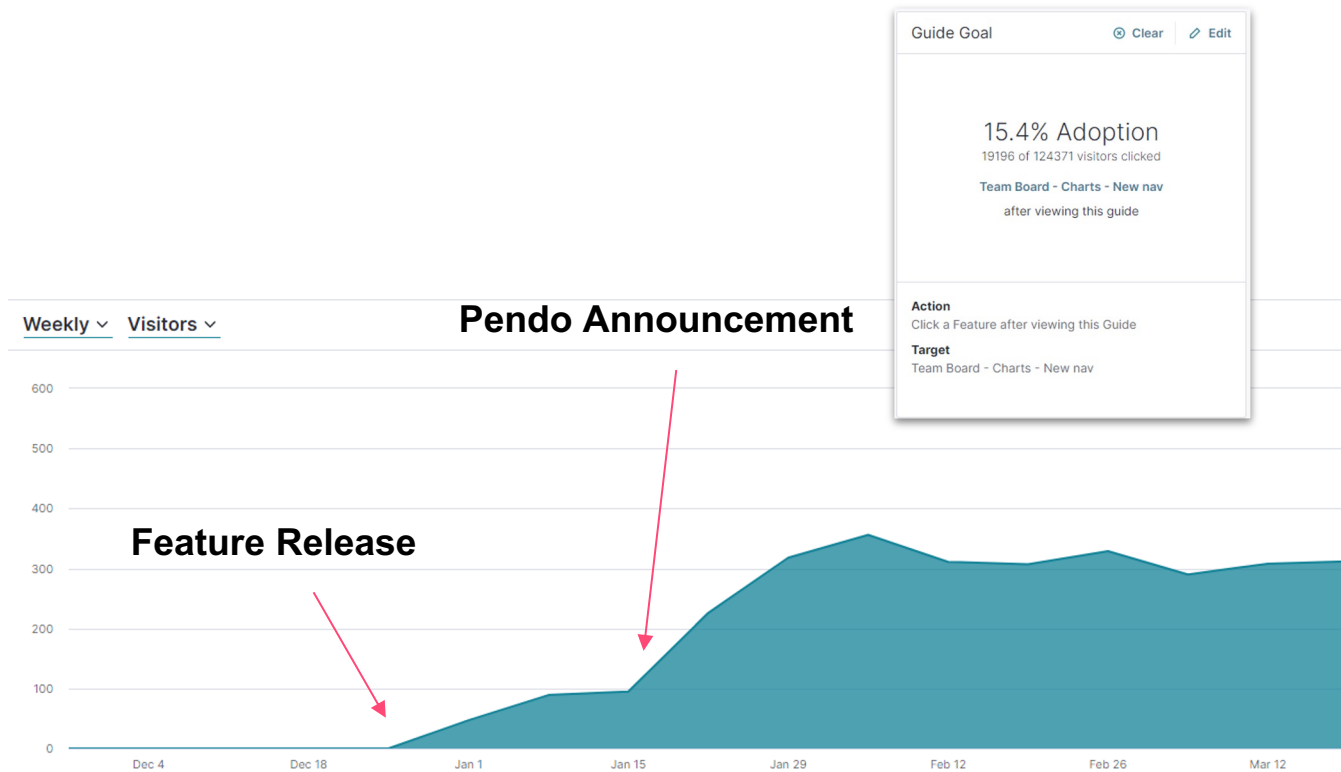 Guide Goal
Clear
Edit
15.4% Adoption
19196 of 124371 visitors clicked
Team Board - Charts - New nav
after viewing this guide
Action
Click a Feature after viewing this Guide
Target
Team Board - Charts - New nav
Weekly Visitors
Pendo Announcement
Feature Release
600
500
400
300
200
100
0
Dec 4 Dec 18 Jan 1 Jan 15 Jan 29 Feb 12 Feb 26 Mar 12